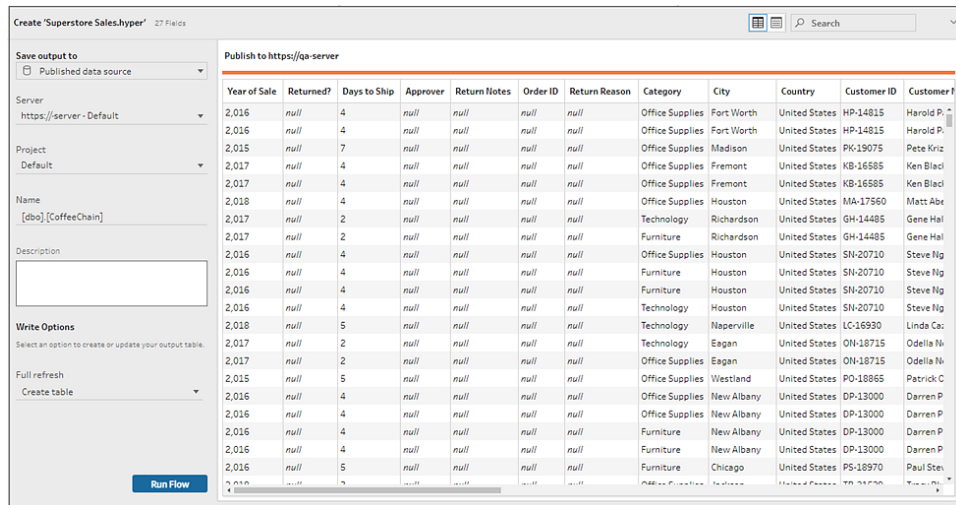 Create 'Superstore Sales.hyper' 27 Fields
Search
Save output to
Published data source
Server
https://-server - Default
Project
Default
Name
[dbo].[CoffeeChain]
Description
Write Options
Select an option to create or update your output table.
Full refresh
Create table
Run Flow
Publish to https://qa-server
Year of Sale Returned? Days to Ship Approver Return Notes Order ID Return Reason Category City Country Customer ID Customer
2,016 null 4 null null null null Office Supplies Fort Worth United States HP-14815 Harold P
2,016 null 4 null null null null Office Supplies Fort Worth United States HP-14815 Harold P
2,015 null 7 null null null null Office Supplies Madison United States PK-19075 Pete Kriz
2,017 null 4 null null null null Office Supplies Fremont United States KB-16585 Ken Blac
2,017 null 4 null null null null Office Supplies Fremont United States KB-16585 Ken Blac
2,018 null 4 null null null null Office Supplies Houston United States MA-17560 Matt Abe
2,017 null 2 null null null null Technology Richardson United States GH-14485 Gene Hal
2,017 null 2 null null null null Furniture Richardson United States GH-14485 Gene Hal
2,016 null 4 null null null null Office Supplies Houston United States SN-20710 Steve Ng
2,016 null 4 null null null null Furniture Houston United States SN-20710 Steve Ng
2,016 null 4 null null null null Furniture Houston United States SN-20710 Steve Ng
2,016 null 4 null null null null Technology Houston United States SN-20710 Steve Ng
2,018 null 5 null null null null Technology Naperville United States LC-16930 Linda Caz
2,017 null 2 null null null null Technology Eagan United States ON-18715 Odella N
2,017 null 2 null null null null Office Supplies Eagan United States ON-18715 Odella N
2,015 null 5 null null null null Office Supplies Westland United States PO-18865 Patrick O
2,016 null 4 null null null null Office Supplies New Albany United States DP-13000 Darren P
2,016 null 4 null null null null Office Supplies New Albany United States DP-13000 Darren P
2,016 null 4 null null null null Furniture New Albany United States DP-13000 Darren P
2,016 null 4 null null null null Furniture New Albany United States DP-13000 Darren P
2,016 null 5 null null null null Furniture Chicago United States PS-18970 Paul Stev